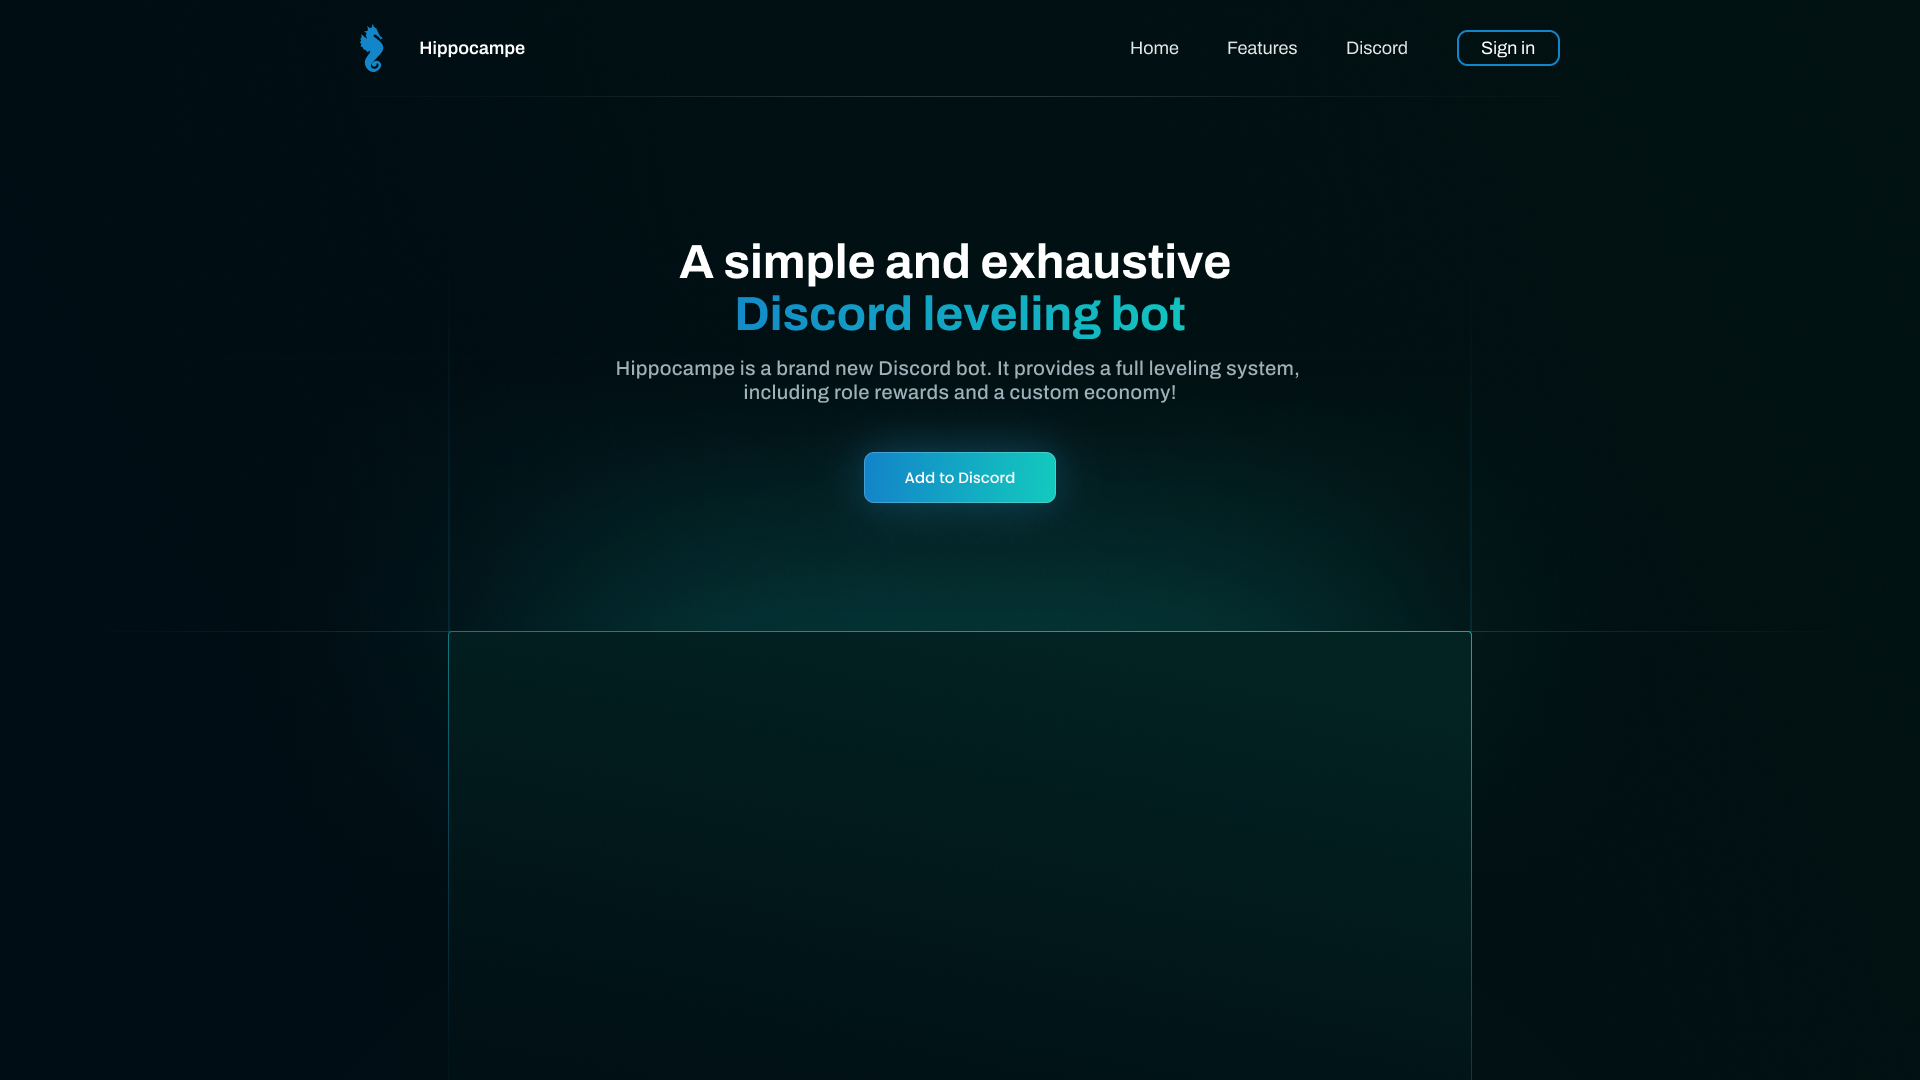 Hippocampe
Home
Features
Discord
Sign in
A simple and exhaustive
Discord leveling bot
Hippocampe is a brand new Discord bot. It provides a full leveling system,
including role rewards and a custom economy!
Add to Discord